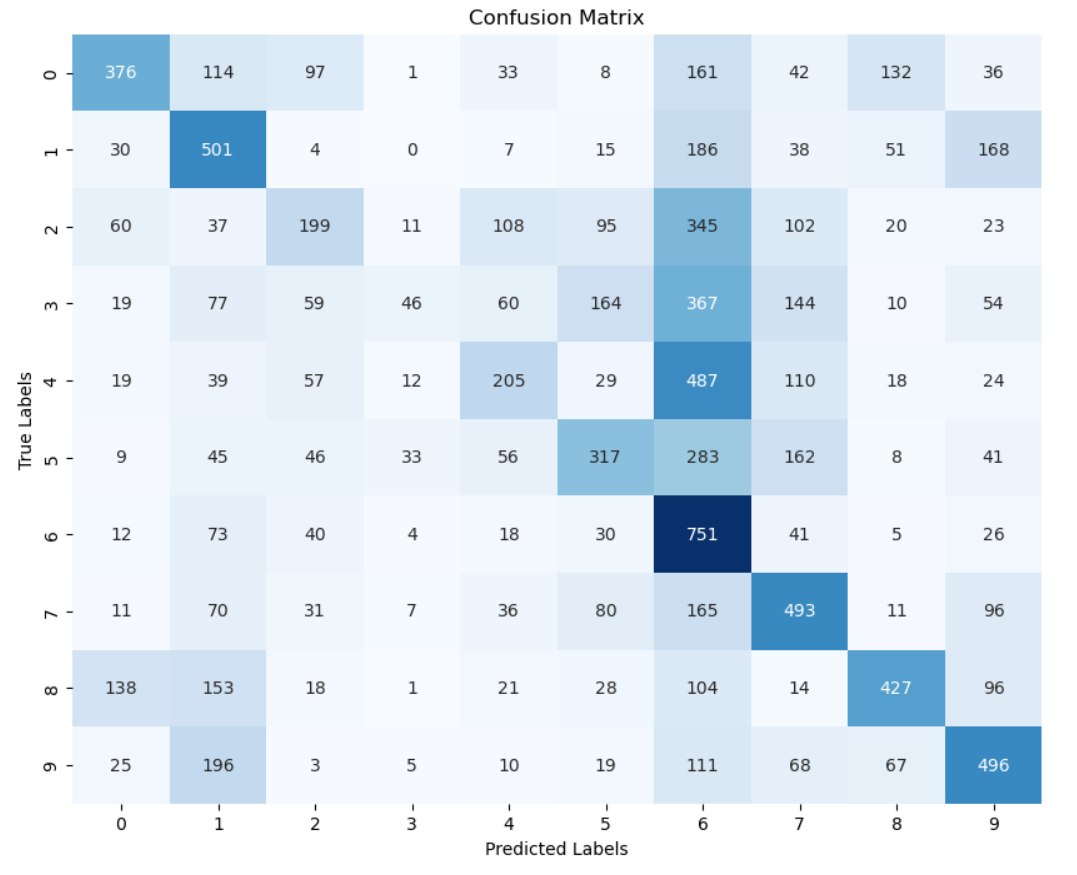 Confusion Matrix
0 376 114 97 1 33 8 161 42 132 36
1 30 501 4 0 7 15 186 38 51 168
2 60 37 199 11 108 95 345 102 20 23
3 19 77 59 46 60 164 367 144 10 54
4 19 39 57 12 205 29 487 110 18 24
5 9 45 46 33 56 317 283 162 8 41
6 12 73 40 4 18 30 751 41 5 26
7 11 70 31 7 36 80 165 493 11 96
8 138 153 18 1 21 28 104 14 427 96
9 25 196 3 5 10 19 111 68 67 496
0 1 2 3 4 5 6 7 8 9
True Labels
Predicted Labels